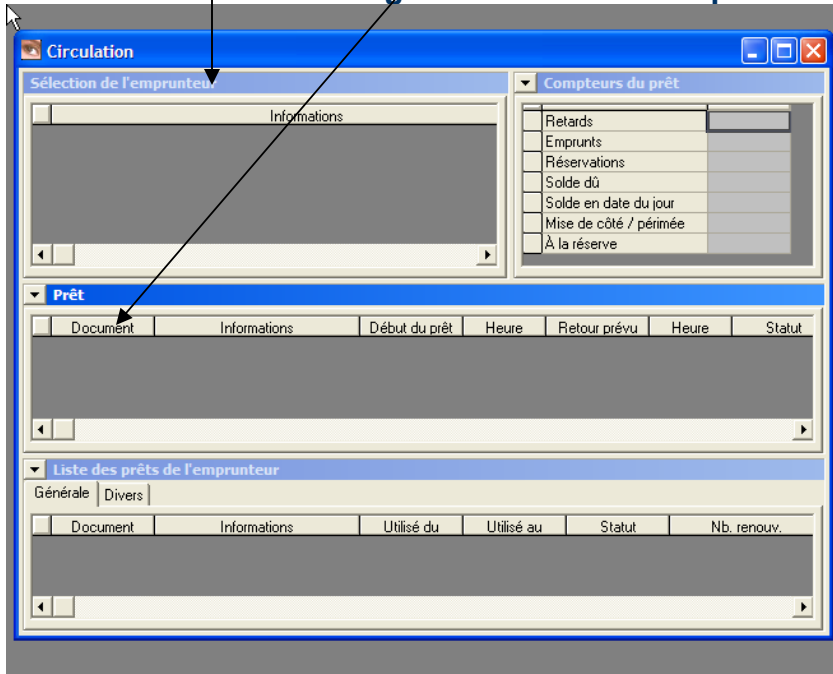 Circulation
Sélection de l'emprunteur
Informations
Compteurs du prêt
Retards
Emprunts
Réservations
Solde dû
Solde en date du jour
Mise de côté / périmée
À la réserve
Prêt
Document Informations Début du prêt Heure Retour prévu Heure Statut
Liste des prêts de l'emprunteur
Générale Divers
Document Informations Utilisé du Utilisé au Statut Nb. renouv.